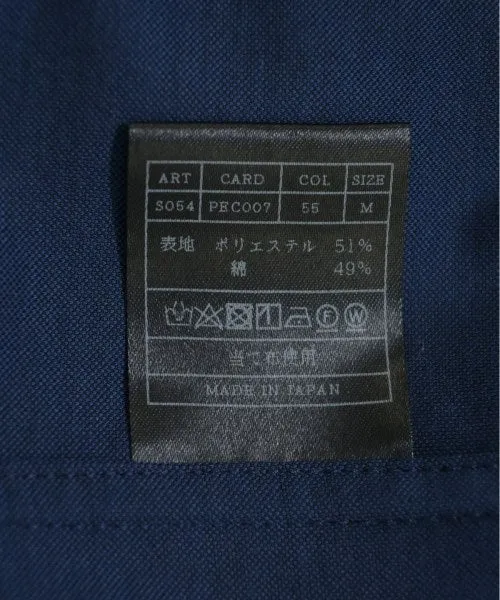 ART CARD COL SIZE
S054 PEC007 55 M
表地 ポリエステル 51%
綿 49%
F W
当て布使用
MADE IN JAPAN